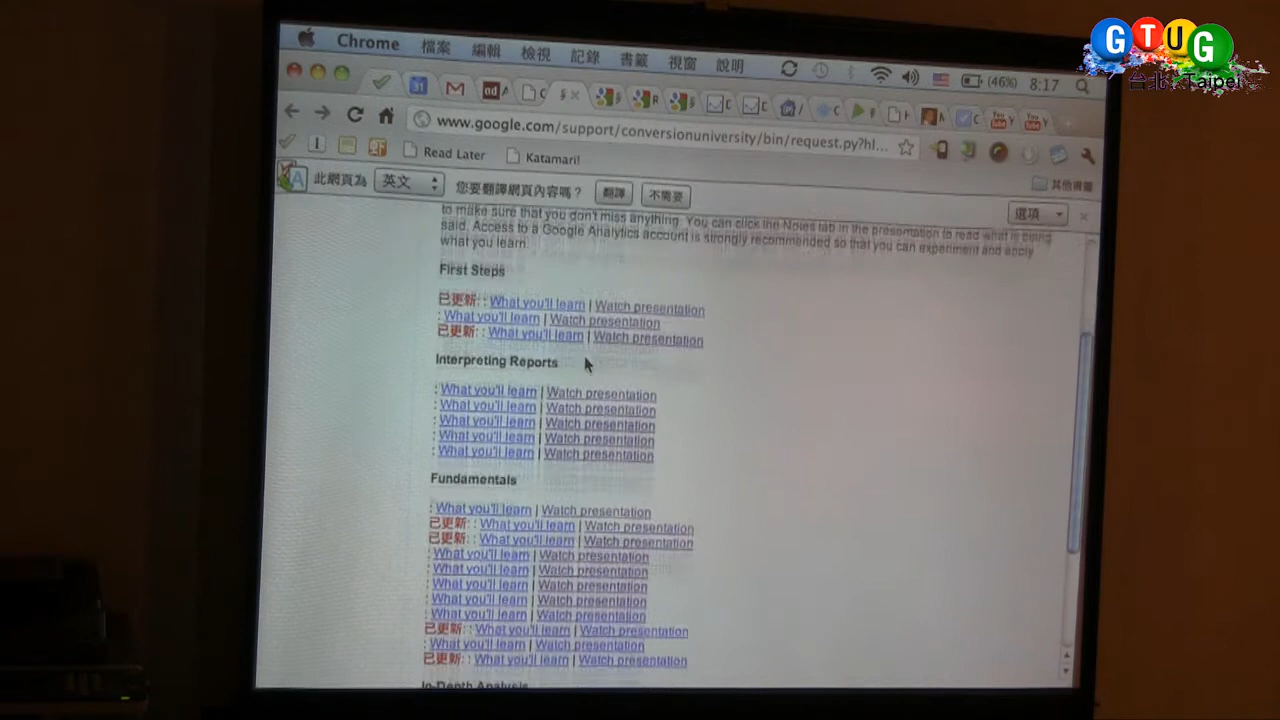 GTUG
台北 Taipei
Chrome 檔案 編輯 檢視 記錄 書籤 視窗 說明 (46%) 8:17
www.google.com/support/conversionuniversity/bin/request.py?hl...
Read Later Katamari!
其他書籤
此網頁為 英文 您要翻譯網頁內容嗎？ 翻譯 不需要 選項
to make sure that you don't miss anything. You can click the Notes tab in the presentation to read what is being
said. Access to a Google Analytics account is strongly recommended so that you can experiment and apply
what you learn.
First Steps
已更新: : What you'll learn | Watch presentation
: What you'll learn | Watch presentation
已更新: : What you'll learn | Watch presentation
Interpreting Reports
: What you'll learn | Watch presentation
: What you'll learn | Watch presentation
: What you'll learn | Watch presentation
: What you'll learn | Watch presentation
: What you'll learn | Watch presentation
Fundamentals
: What you'll learn | Watch presentation
已更新: : What you'll learn | Watch presentation
已更新: : What you'll learn | Watch presentation
: What you'll learn | Watch presentation
: What you'll learn | Watch presentation
: What you'll learn | Watch presentation
: What you'll learn | Watch presentation
: What you'll learn | Watch presentation
已更新: : What you'll learn | Watch presentation
: What you'll learn | Watch presentation
已更新: : What you'll learn | Watch presentation
In-Depth Analysis